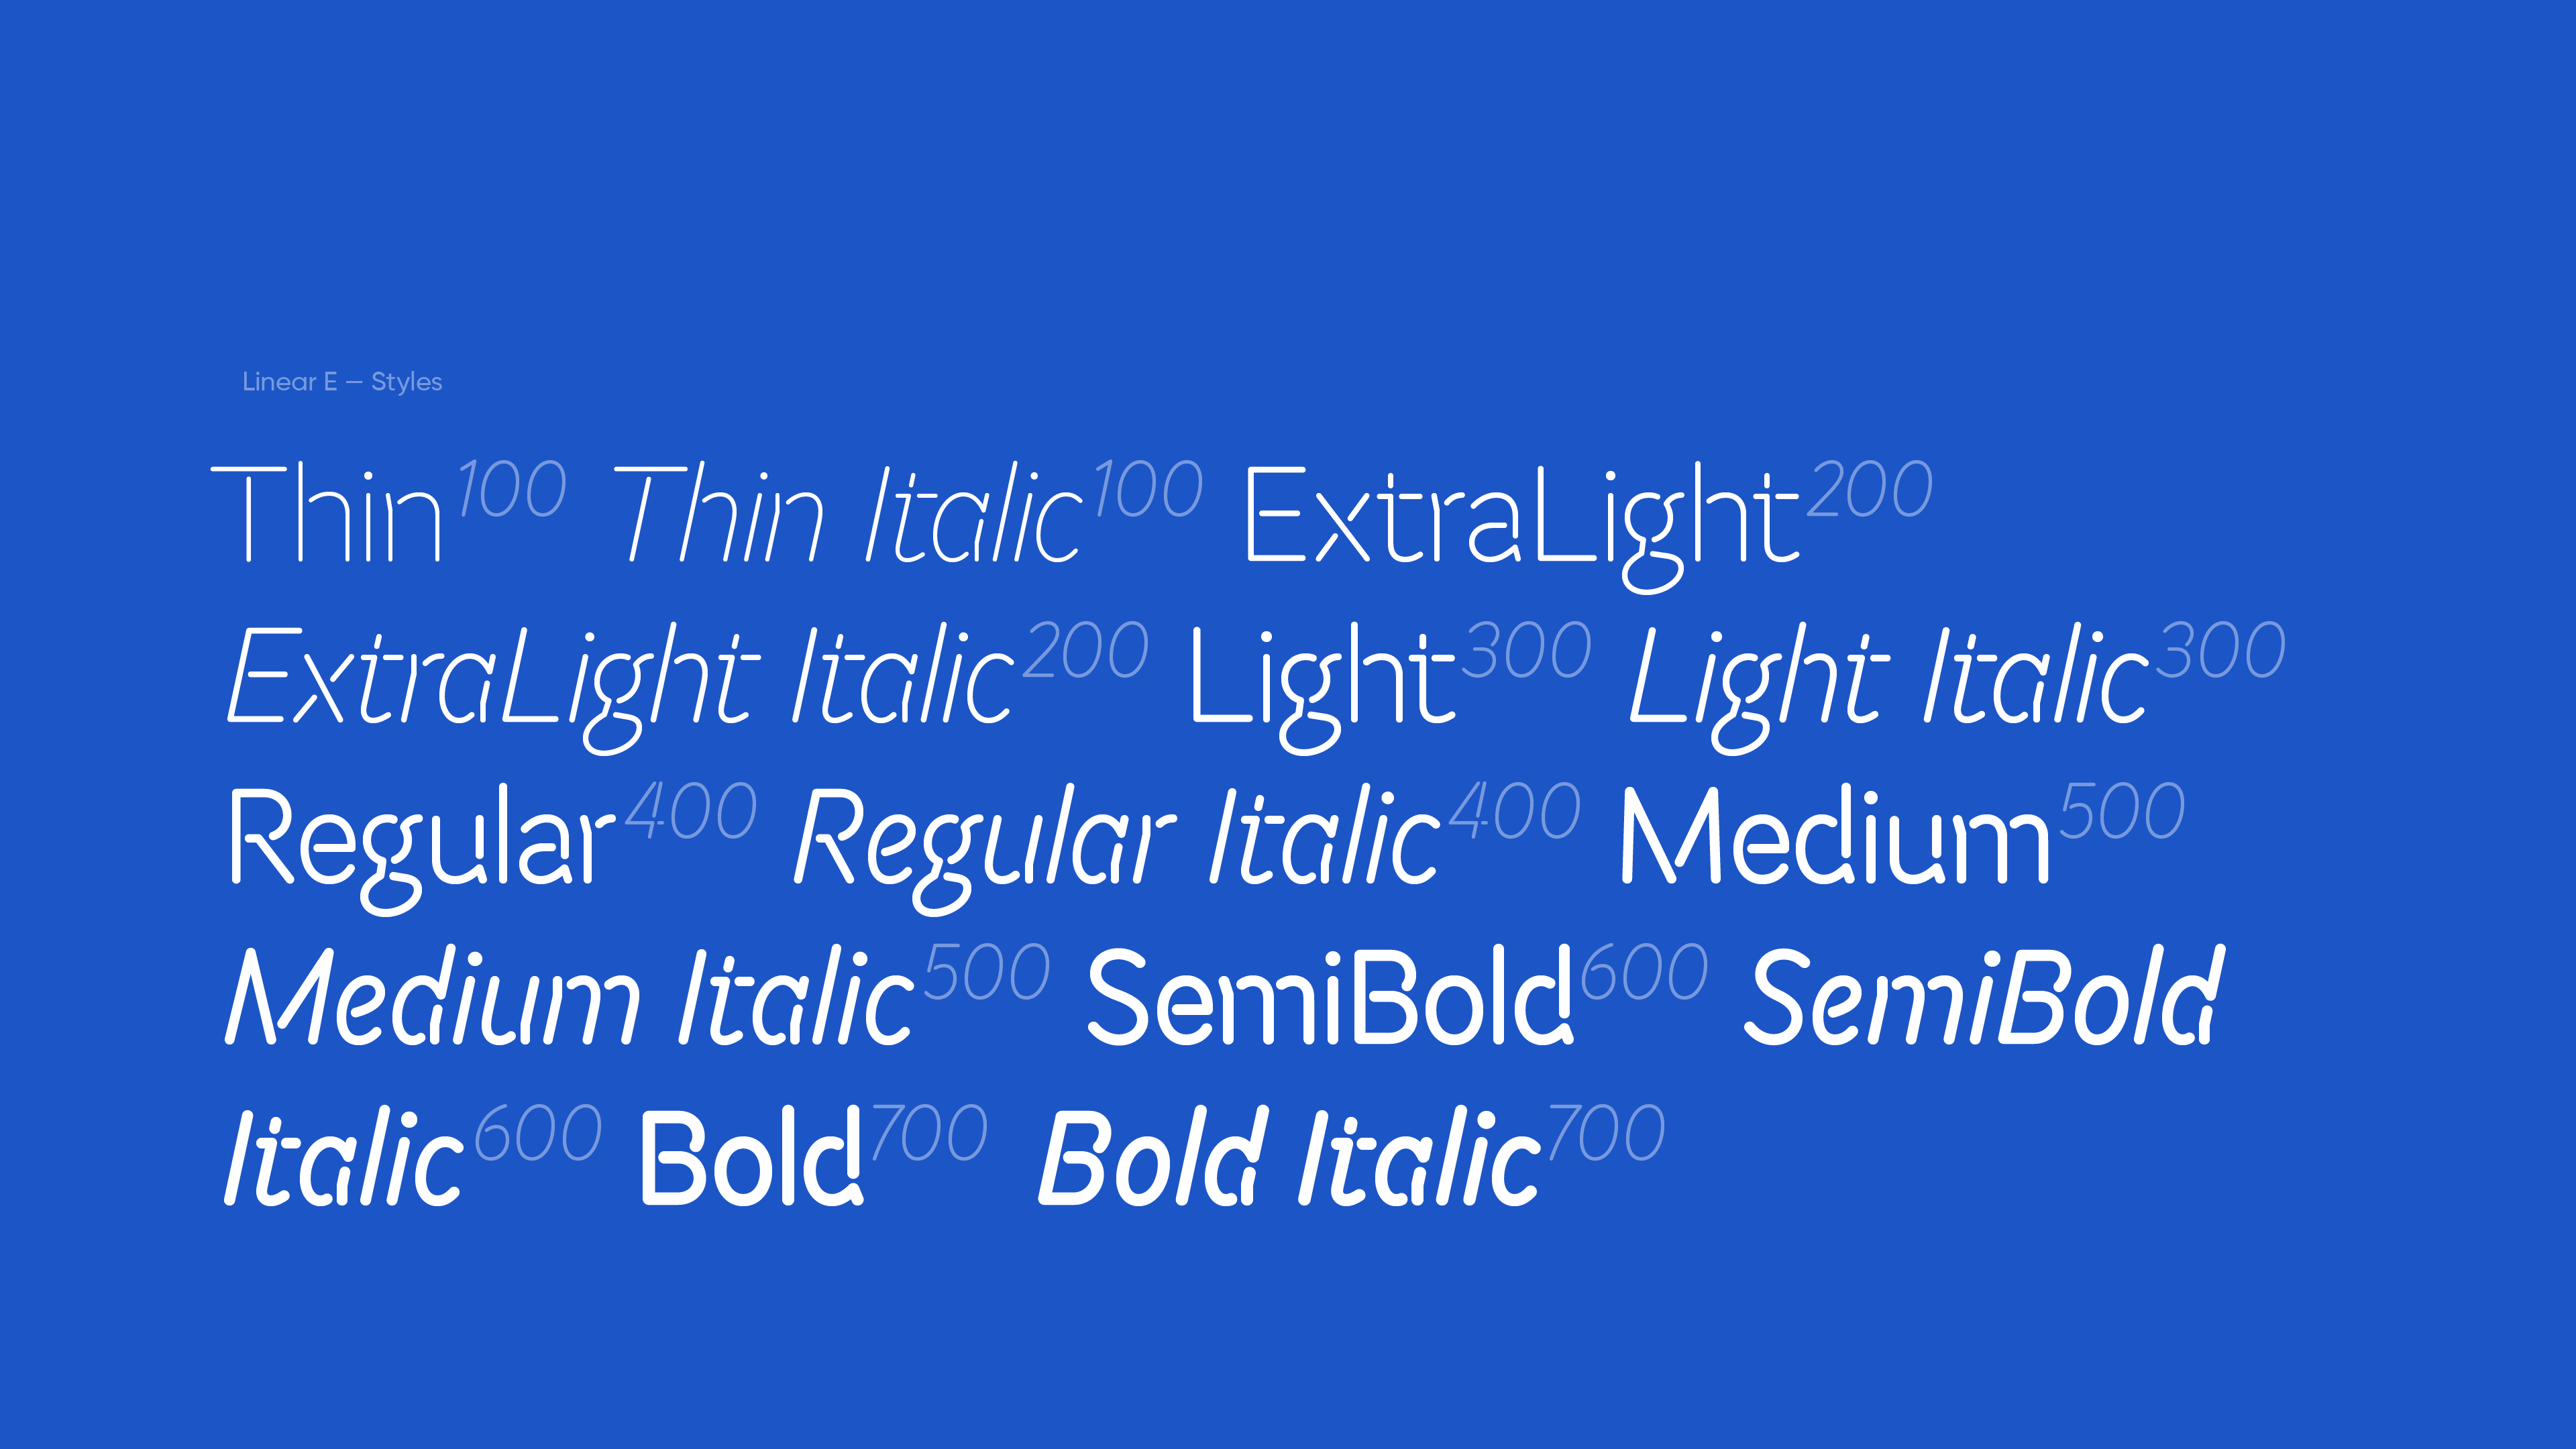 Linear E — Styles
Thin 100 Thin Italic 100 ExtraLight 200
ExtraLight Italic 200 Light 300 Light Italic 300
Regular 400 Regular Italic 400 Medium 500
Medium Italic 500 SemiBold 600 SemiBold
Italic 600 Bold 700 Bold Italic 700